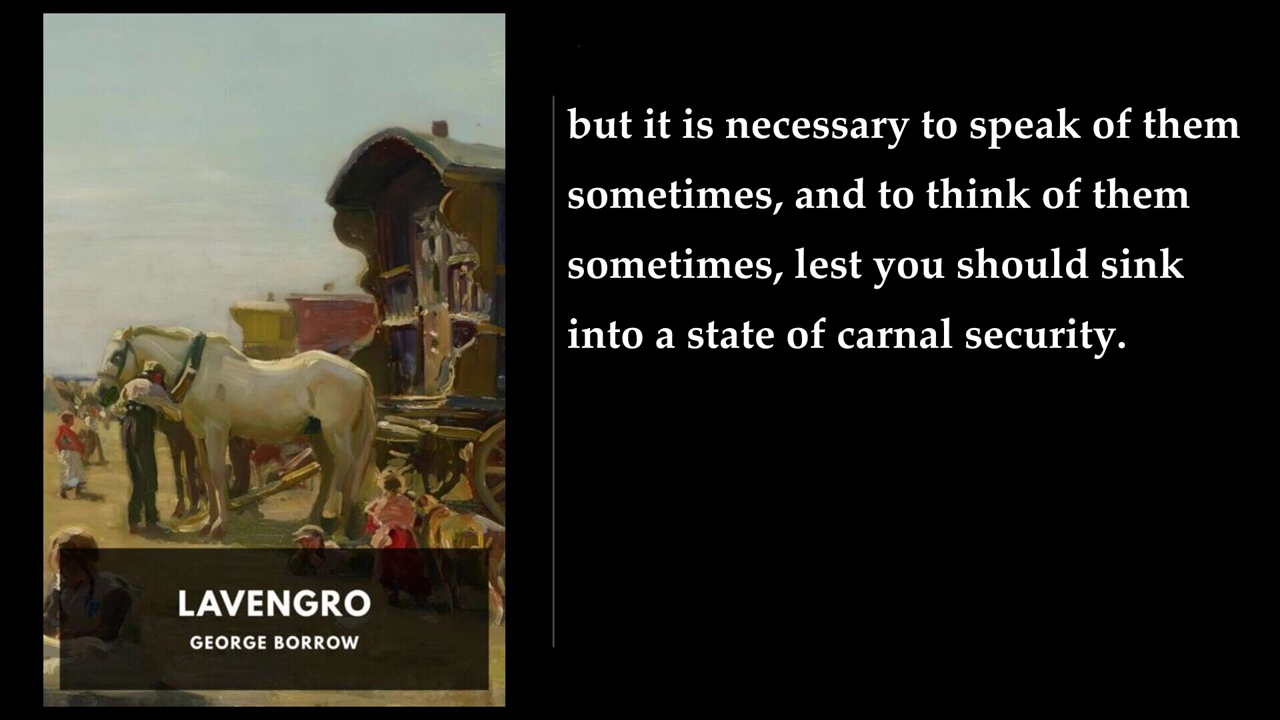 but it is necessary to speak of them
sometimes, and to think of them
sometimes, lest you should sink
into a state of carnal security.
LAVENGRO
GEORGE BORROW